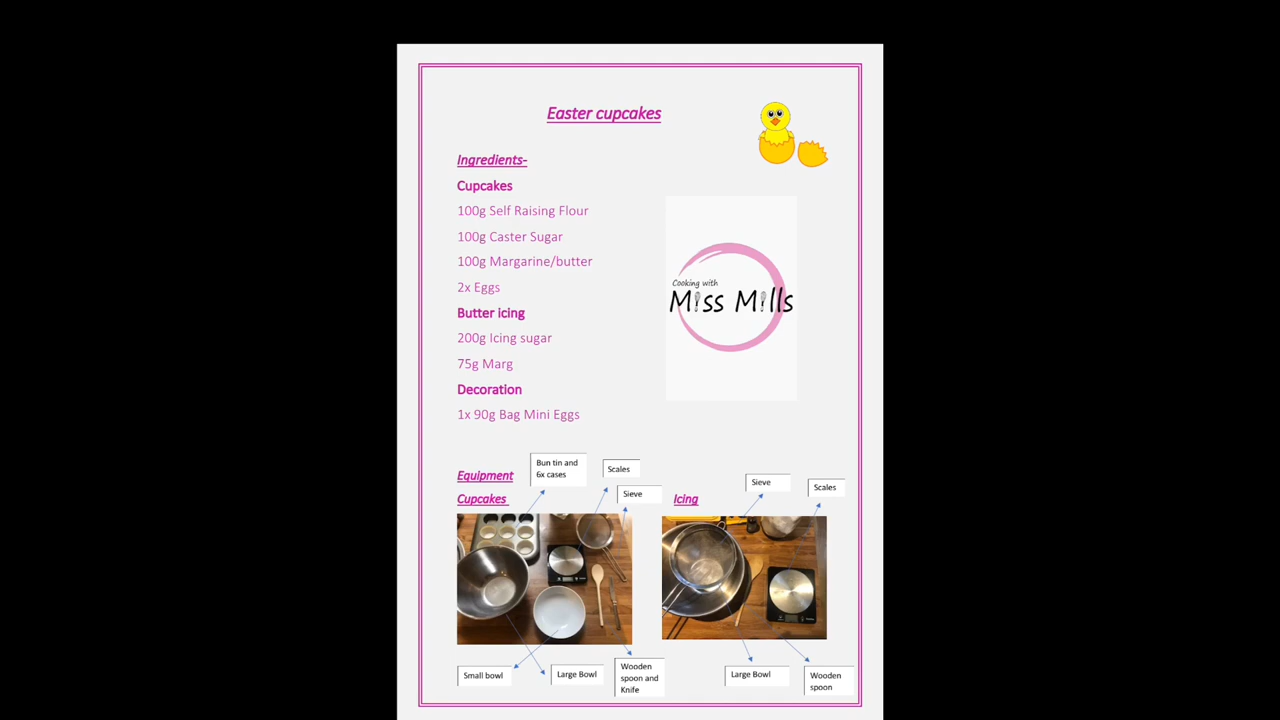 Easter cupcakes
Ingredients-
Cupcakes
100g Self Raising Flour
100g Caster Sugar
100g Margarine/butter
2x Eggs
Butter icing
200g Icing sugar
75g Marg
Decoration
1x 90g Bag Mini Eggs
Cooking with
Miss Mills
Equipment
Cupcakes
Bun tin and
6x cases
Scales
Sieve
Small bowl
Large Bowl
Wooden
spoon and
Knife
Icing
Sieve
Scales
Large Bowl
Wooden
spoon